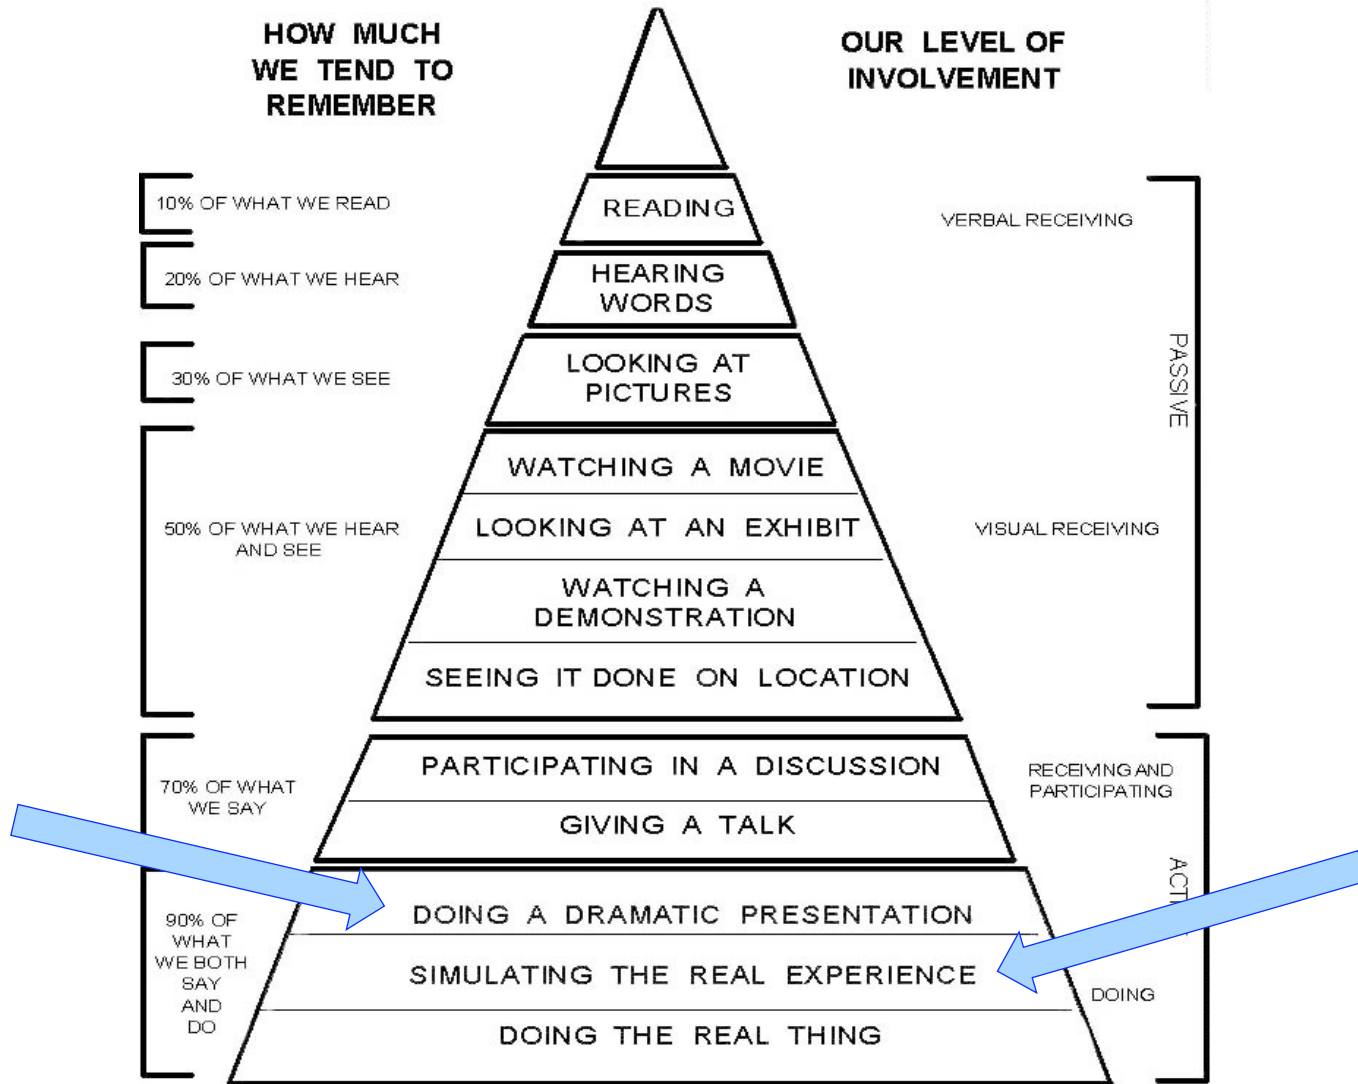 HOW MUCH
WE TEND TO
REMEMBER
OUR LEVEL OF
INVOLVEMENT
10% OF WHAT WE READ
READING
VERBAL RECEIVING
20% OF WHAT WE HEAR
HEARING
WORDS
30% OF WHAT WE SEE
LOOKING AT
PICTURES
PASSIVE
50% OF WHAT WE HEAR
AND SEE
WATCHING A MOVIE
LOOKING AT AN EXHIBIT
WATCHING A
DEMONSTRATION
SEEING IT DONE ON LOCATION
VISUAL RECEIVING
70% OF WHAT
WE SAY
PARTICIPATING IN A DISCUSSION
GIVING A TALK
RECEIVING AND
PARTICIPATING
90% OF
WHAT
WE BOTH
SAY
AND
DO
DOING A DRAMATIC PRESENTATION
SIMULATING THE REAL EXPERIENCE
DOING THE REAL THING
DOING